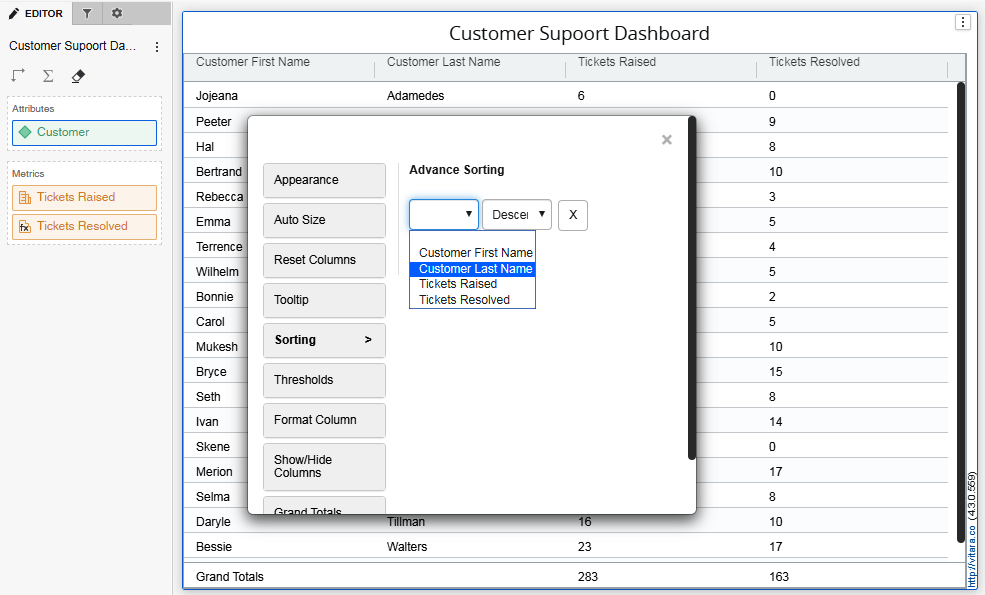 EDITOR
Customer Supoort Da...
Attributes
Customer
Metrics
Tickets Raised
fx Tickets Resolved
Customer Supoort Dashboard
Customer First Name Customer Last Name Tickets Raised Tickets Resolved
Jojeana Adamedes 6 0
Peeter 9
Hal 8
Bertrand 10
Rebecca 3
Emma 5
Terrence 4
Wilhelm 5
Bonnie 2
Carol 5
Mukesh 10
Bryce 15
Seth 8
Ivan 14
Skene 0
Merion 17
Selma 8
Daryle Tillman 16 10
Bessie Walters 23 17
Grand Totals 283 163
×
Appearance
Auto Size
Reset Columns
Tooltip
Sorting >
Thresholds
Format Column
Show/Hide
Columns
Grand Totals
Advance Sorting
Descer X
Customer First Name
Customer Last Name
Tickets Raised
Tickets Resolved
http://vitara.co (4.3.0.559)